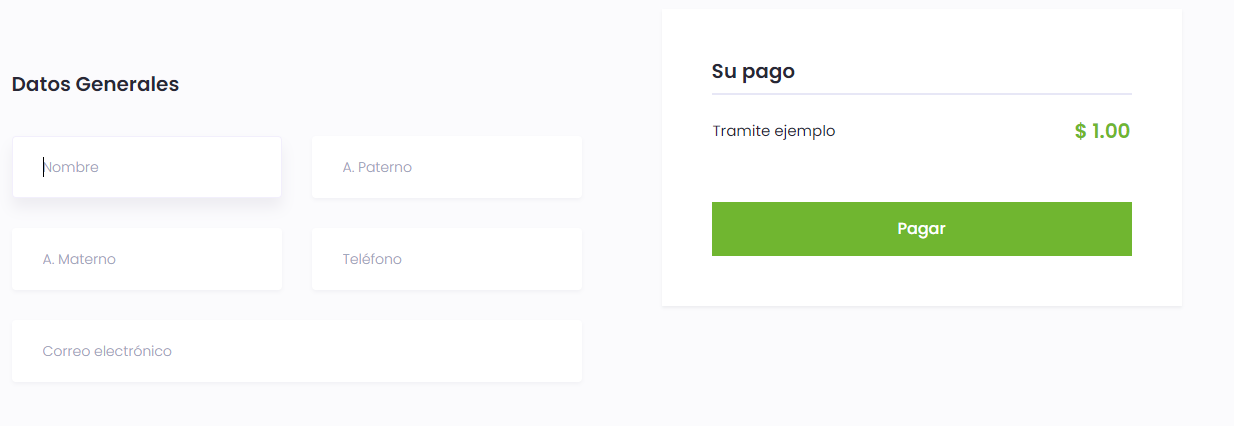 Datos Generales
Nombre
A. Paterno
A. Materno
Teléfono
Correo electrónico
Su pago
Tramite ejemplo
$ 1.00
Pagar